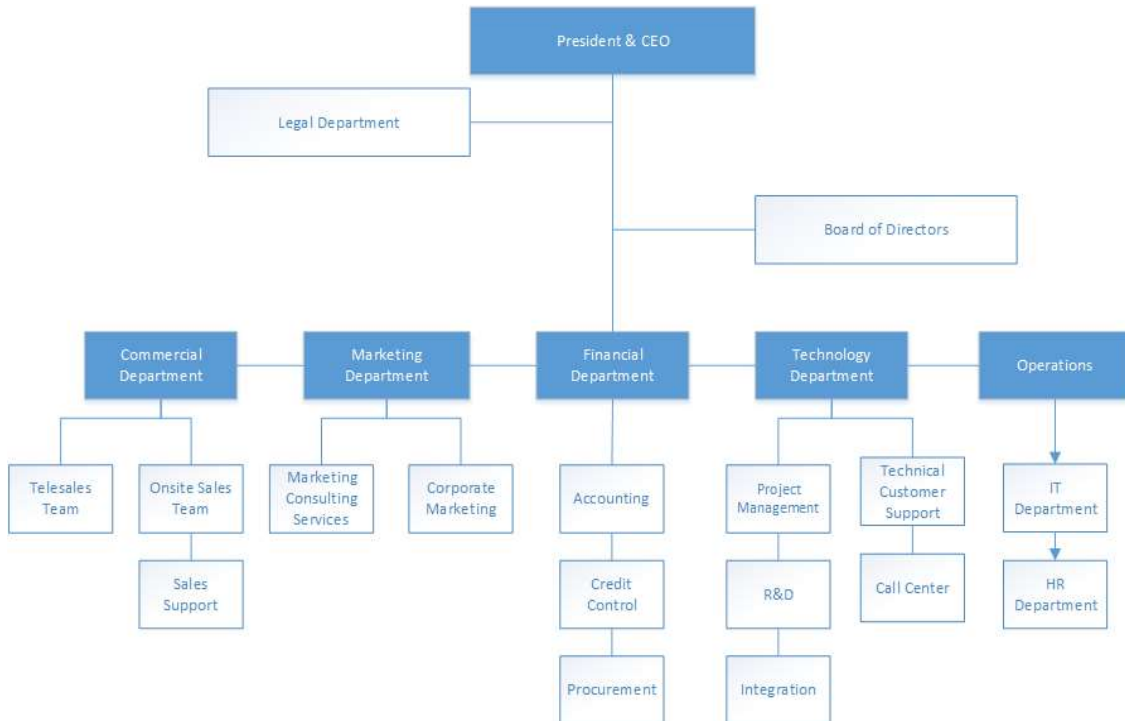 President & CEO
Legal Department
Board of Directors
Commercial
Department
Marketing
Department
Financial
Department
Technology
Department
Operations
Telesales
Team
Onsite Sales
Team
Marketing
Consulting
Services
Corporate
Marketing
Accounting
Project
Management
Technical
Customer
Support
IT
Department
Sales
Support
Credit
Control
R&D
Call Center
HR
Department
Procurement
Integration